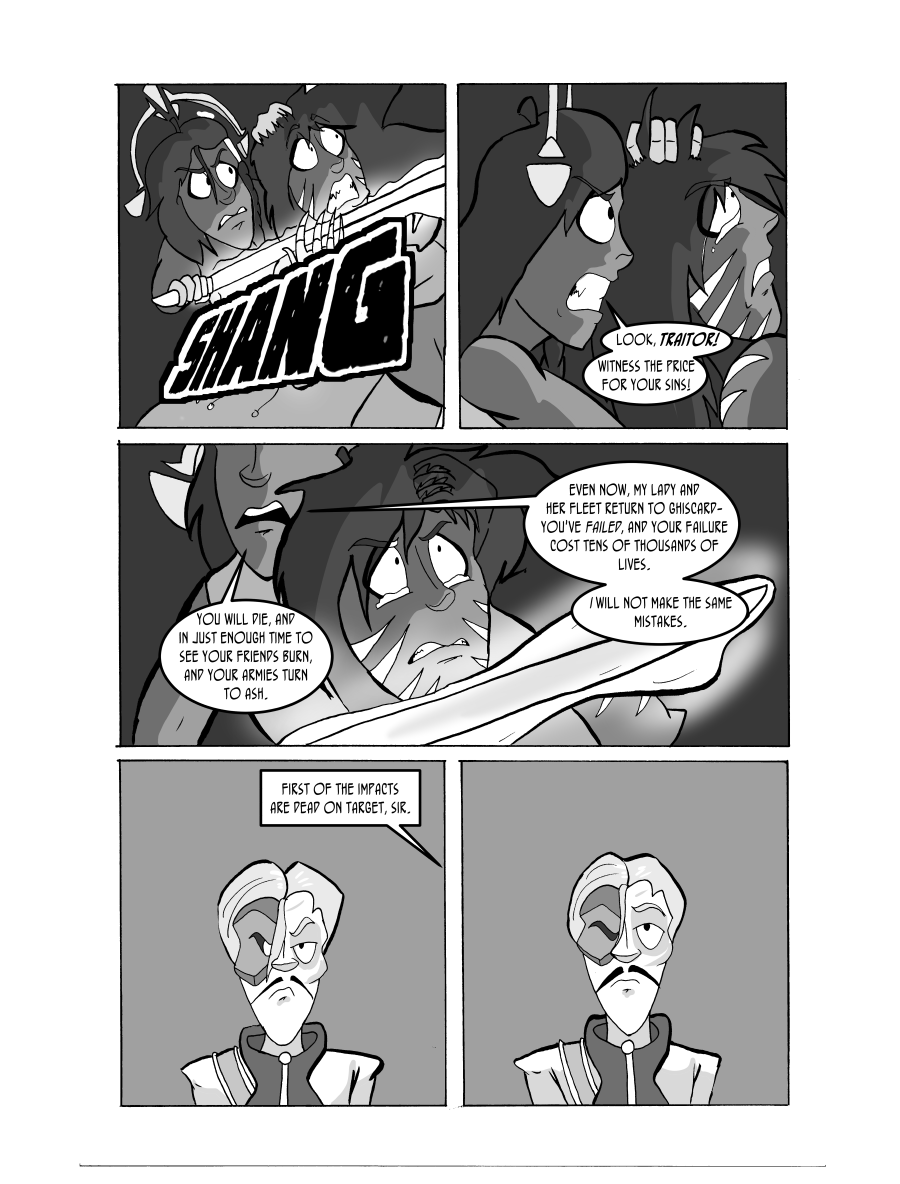 SHANG
LOOK, TRAITOR!
WITNESS THE PRICE
FOR YOUR SINS!
EVEN NOW, MY LADY AND
HER FLEET RETURN TO GHISCARD-
YOU'VE FAILED, AND YOUR FAILURE
COST TENS OF THOUSANDS OF
LIVES.
I WILL NOT MAKE THE SAME
MISTAKES.
YOU WILL DIE, AND
IN JUST ENOUGH TIME TO
SEE YOUR FRIENDS BURN,
AND YOUR ARMIES TURN
TO ASH.
FIRST OF THE IMPACTS
ARE DEAD ON TARGET, SIR.